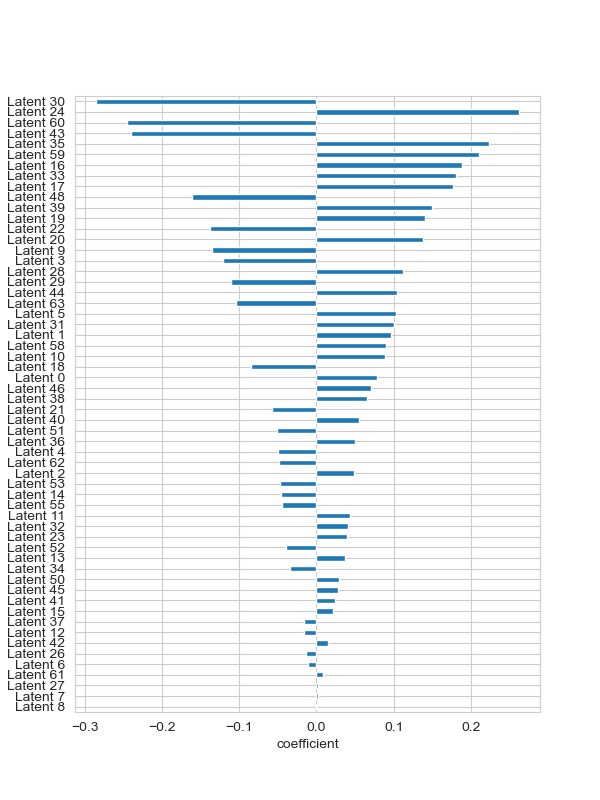 Latent 30
Latent 24
Latent 60
Latent 43
Latent 35
Latent 59
Latent 16
Latent 33
Latent 17
Latent 48
Latent 39
Latent 19
Latent 22
Latent 20
Latent 9
Latent 3
Latent 28
Latent 29
Latent 44
Latent 63
Latent 5
Latent 31
Latent 1
Latent 58
Latent 10
Latent 18
Latent 0
Latent 46
Latent 38
Latent 21
Latent 40
Latent 51
Latent 36
Latent 4
Latent 62
Latent 2
Latent 53
Latent 14
Latent 55
Latent 11
Latent 32
Latent 23
Latent 52
Latent 13
Latent 34
Latent 50
Latent 45
Latent 41
Latent 15
Latent 37
Latent 12
Latent 42
Latent 26
Latent 6
Latent 61
Latent 27
Latent 7
Latent 8
−0.3 −0.2 −0.1 0.0 0.1 0.2
coefficient